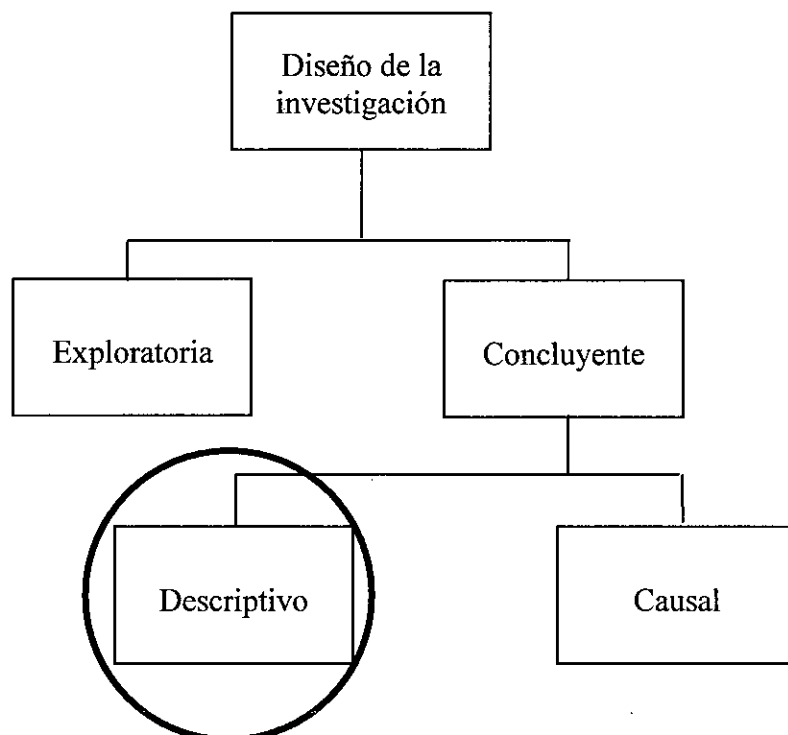 Diseño de la
investigación
Exploratoria
Concluyente
Descriptivo
Causal